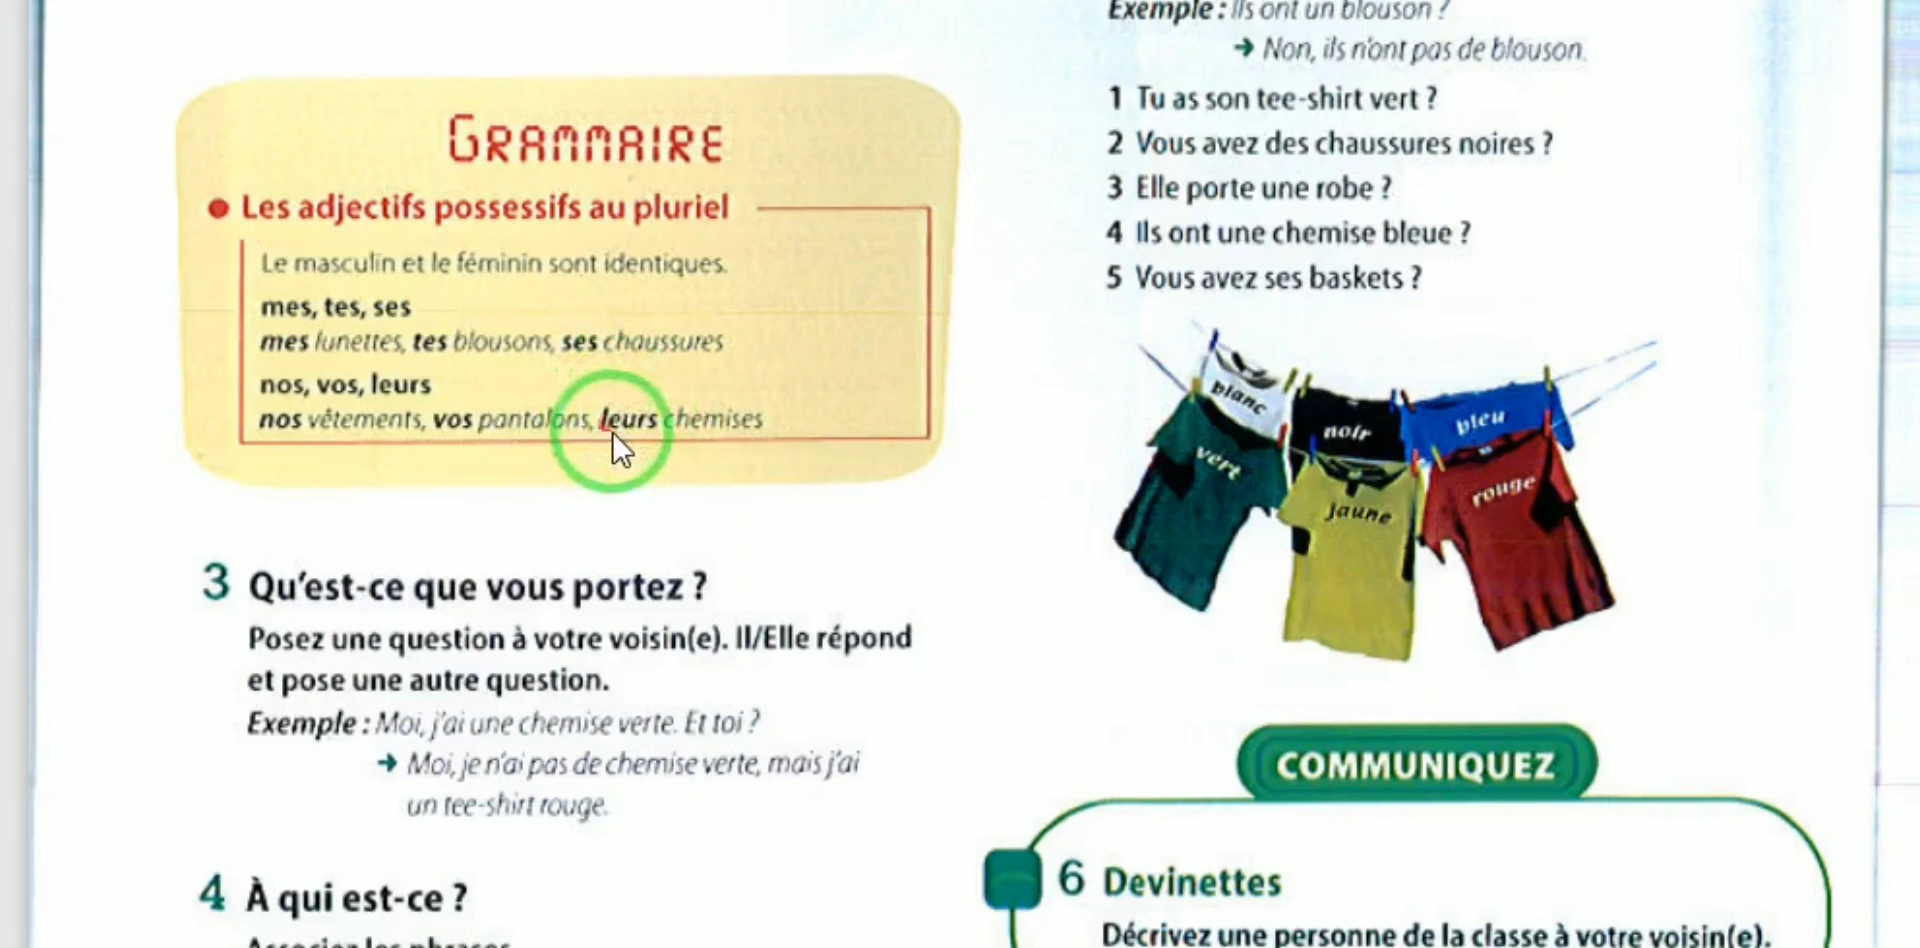 GRAMMAIRE
● Les adjectifs possessifs au pluriel
Le masculin et le féminin sont identiques.
mes, tes, ses
mes lunettes, tes blousons, ses chaussures
nos, vos, leurs
nos vêtements, vos pantalons, leurs chemises
3 Qu'est-ce que vous portez ?
Posez une question à votre voisin(e). Il/Elle répond
et pose une autre question.
Exemple : Moi, j'ai une chemise verte. Et toi ?
➔ Moi, je n'ai pas de chemise verte, mais j'ai
un tee-shirt rouge.
4 À qui est-ce ?
Associez les phrases
Exemple : Ils ont un blouson ?
➔ Non, ils n'ont pas de blouson.
1 Tu as son tee-shirt vert ?
2 Vous avez des chaussures noires ?
3 Elle porte une robe ?
4 Ils ont une chemise bleue ?
5 Vous avez ses baskets ?
blanc
noir
bleu
vert
jaune
rouge
COMMUNIQUEZ
6 Devinettes
Décrivez une personne de la classe à votre voisin(e).